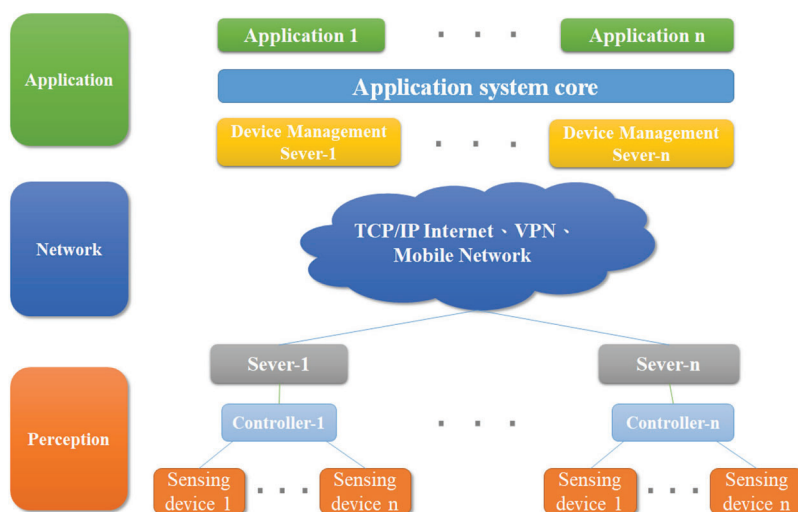 Application
Application 1
Application n
Application system core
Device Management
Sever-1
Device Management
Sever-n
Network
TCP/IP Internet、VPN、
Mobile Network
Perception
Sever-1
Sever-n
Controller-1
Controller-n
Sensing
device 1
Sensing
device n
Sensing
device 1
Sensing
device n